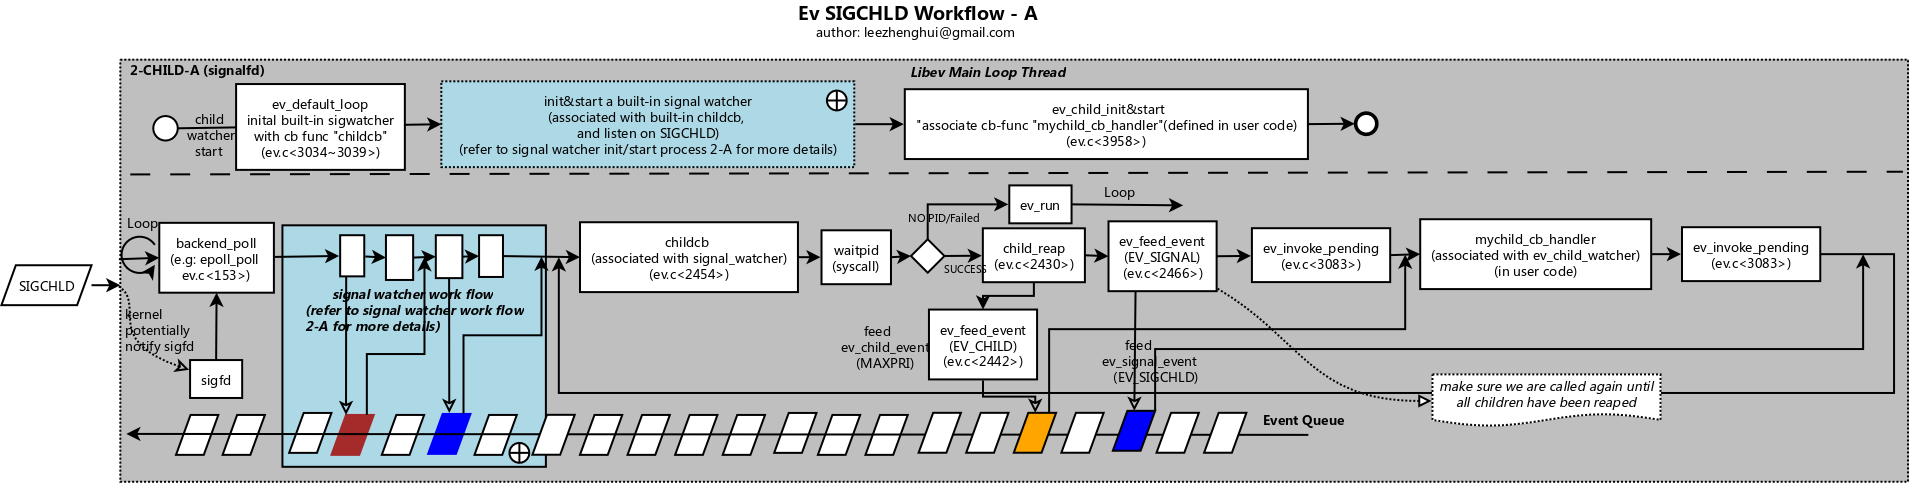 Ev SIGCHLD Workflow - A
author: leezhenghui@gmail.com
2-CHILD-A (signalfd)
Libev Main Loop Thread
child
watcher
start
ev_default_loop
inital built-in sigwatcher
with cb func "childcb"
(ev.c<3034~3039>)
init&start a built-in signal watcher
(associated with built-in childcb,
and listen on SIGCHLD)
(refer to signal watcher init/start process 2-A for more details)
ev_child_init&start
"associate cb-func "mychild_cb_handler"(defined in user code)
(ev.c<3958>)
SIGCHLD
Loop
backend_poll
(e.g: epoll_poll
ev.c<153>)
kernel
potentially
notify sigfd
sigfd
signal watcher work flow
(refer to signal watcher work flow
2-A for more details)
childcb
(associated with signal_watcher)
(ev.c<2454>)
waitpid
(syscall)
NO PID/Failed
SUCCESS
ev_run
Loop
child_reap
(ev.c<2430>)
ev_feed_event
(EV_SIGNAL)
(ev.c<2466>)
ev_invoke_pending
(ev.c<3083>)
mychild_cb_handler
(associated with ev_child_watcher)
(in user code)
ev_invoke_pending
(ev.c<3083>)
feed
ev_child_event
(MAXPRI)
ev_feed_event
(EV_CHILD)
(ev.c<2442>)
feed
ev_signal_event
(EV_SIGCHLD)
make sure we are called again until
all children have been reaped
Event Queue